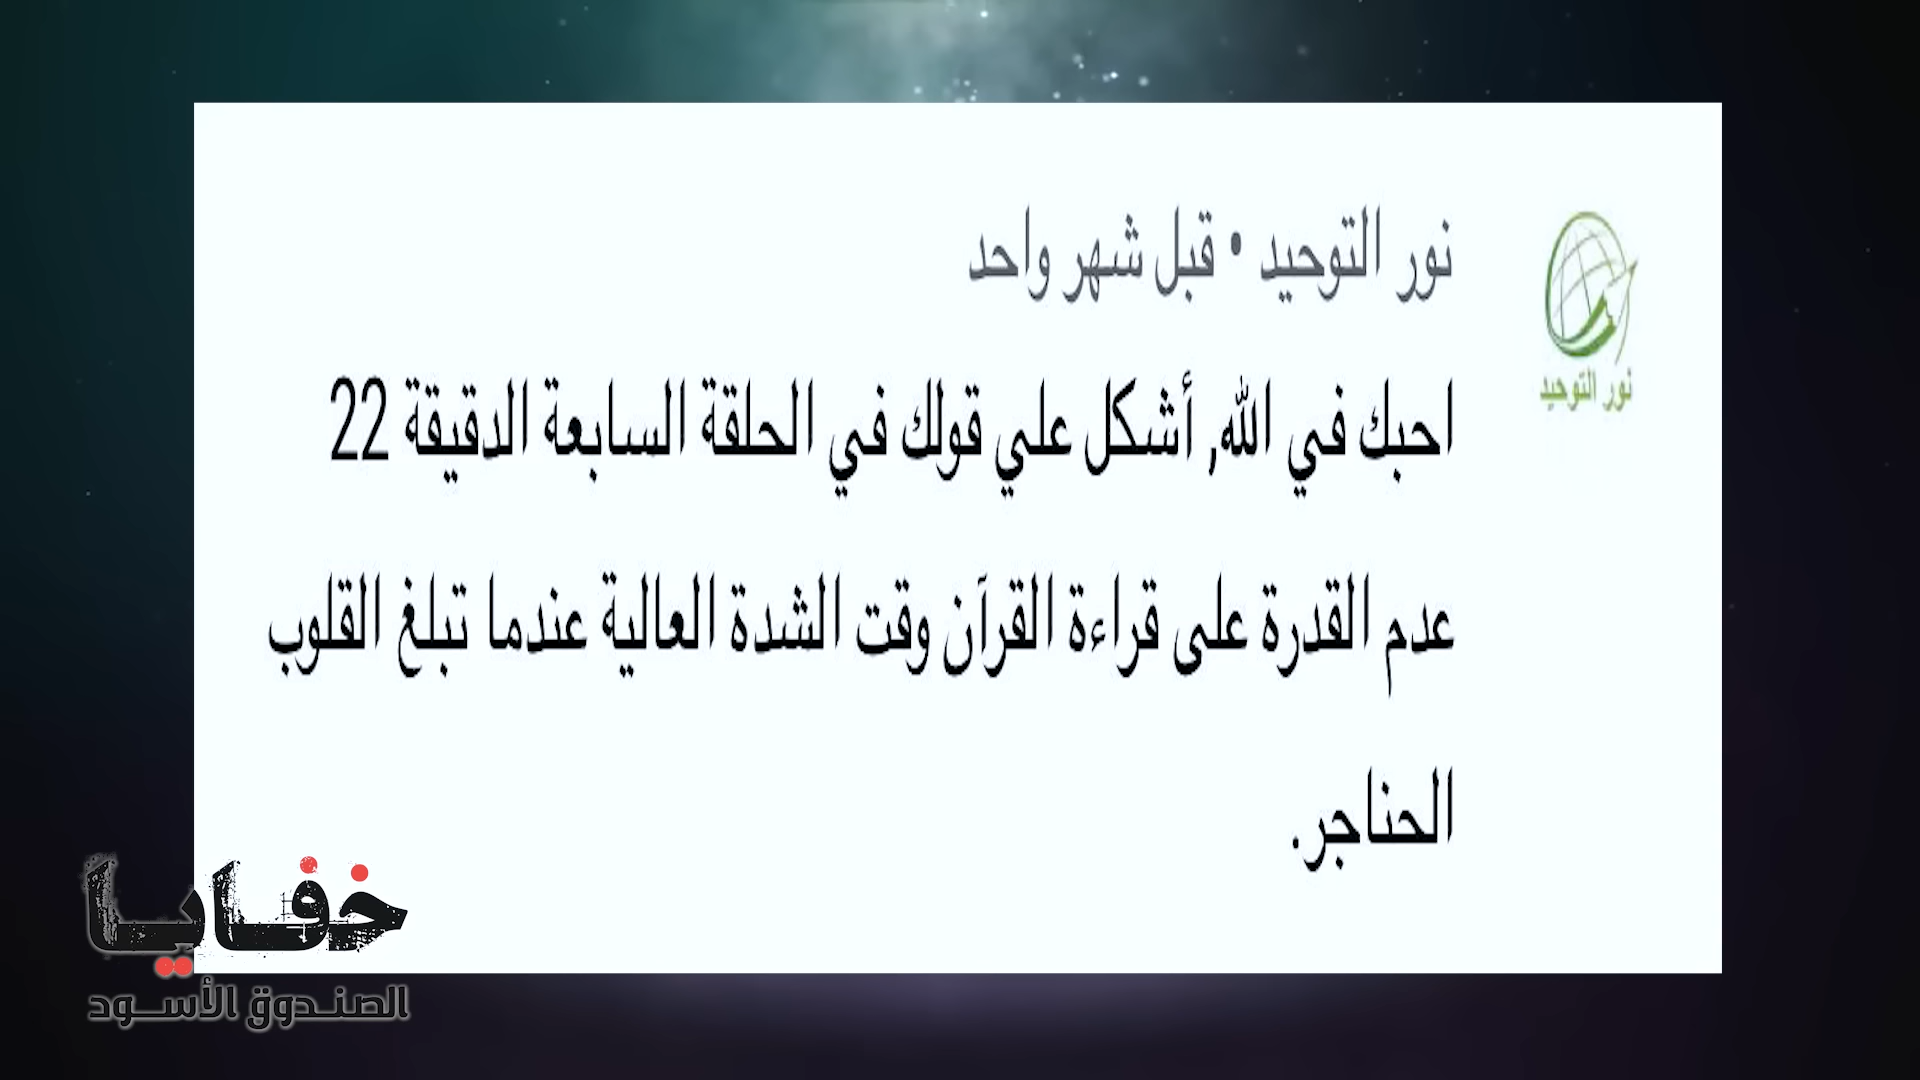 نور التوحيد • قبل شهر واحد
احبك في الله, أشكل علي قولك في الحلقة السابعة الدقيقة 22
عدم القدرة على قراءة القرآن وقت الشدة العالية عندما تبلغ القلوب
الحناجر.
نور التوحيد
خفايا
الصندوق الأسود